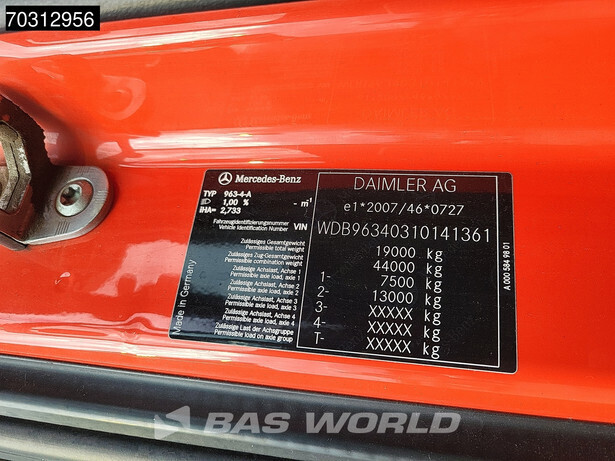 70312956
Mercedes-Benz
TYP 963-4-A
1,00 % - m⁻¹
IHA= 2,733
DAIMLER AG
e1*2007/46*0727
Fahrzeugidentifizierungsnummer
Vehicle Identification Number VIN WDB96340310141361
Zulässiges Gesamtgewicht
Permissible total weight 19000 kg
Zulässiges Zug-Gesamtgewicht
Permissible combination weight 44000 kg
Zulässige Achslast, Achse 1
Permissible axle load, axle 1 1- 7500 kg
Zulässige Achslast, Achse 2
Permissible axle load, axle 2 2- 13000 kg
Zulässige Achslast, Achse 3
Permissible axle load, axle 3 3- XXXXX kg
Zulässige Achslast, Achse 4
Permissible axle load, axle 4 4- XXXXX kg
Zulässige Last der Achsgruppe
Permissible load on axle group T- XXXXX kg
Made in Germany
A 000 584 98 01
BAS WORLD